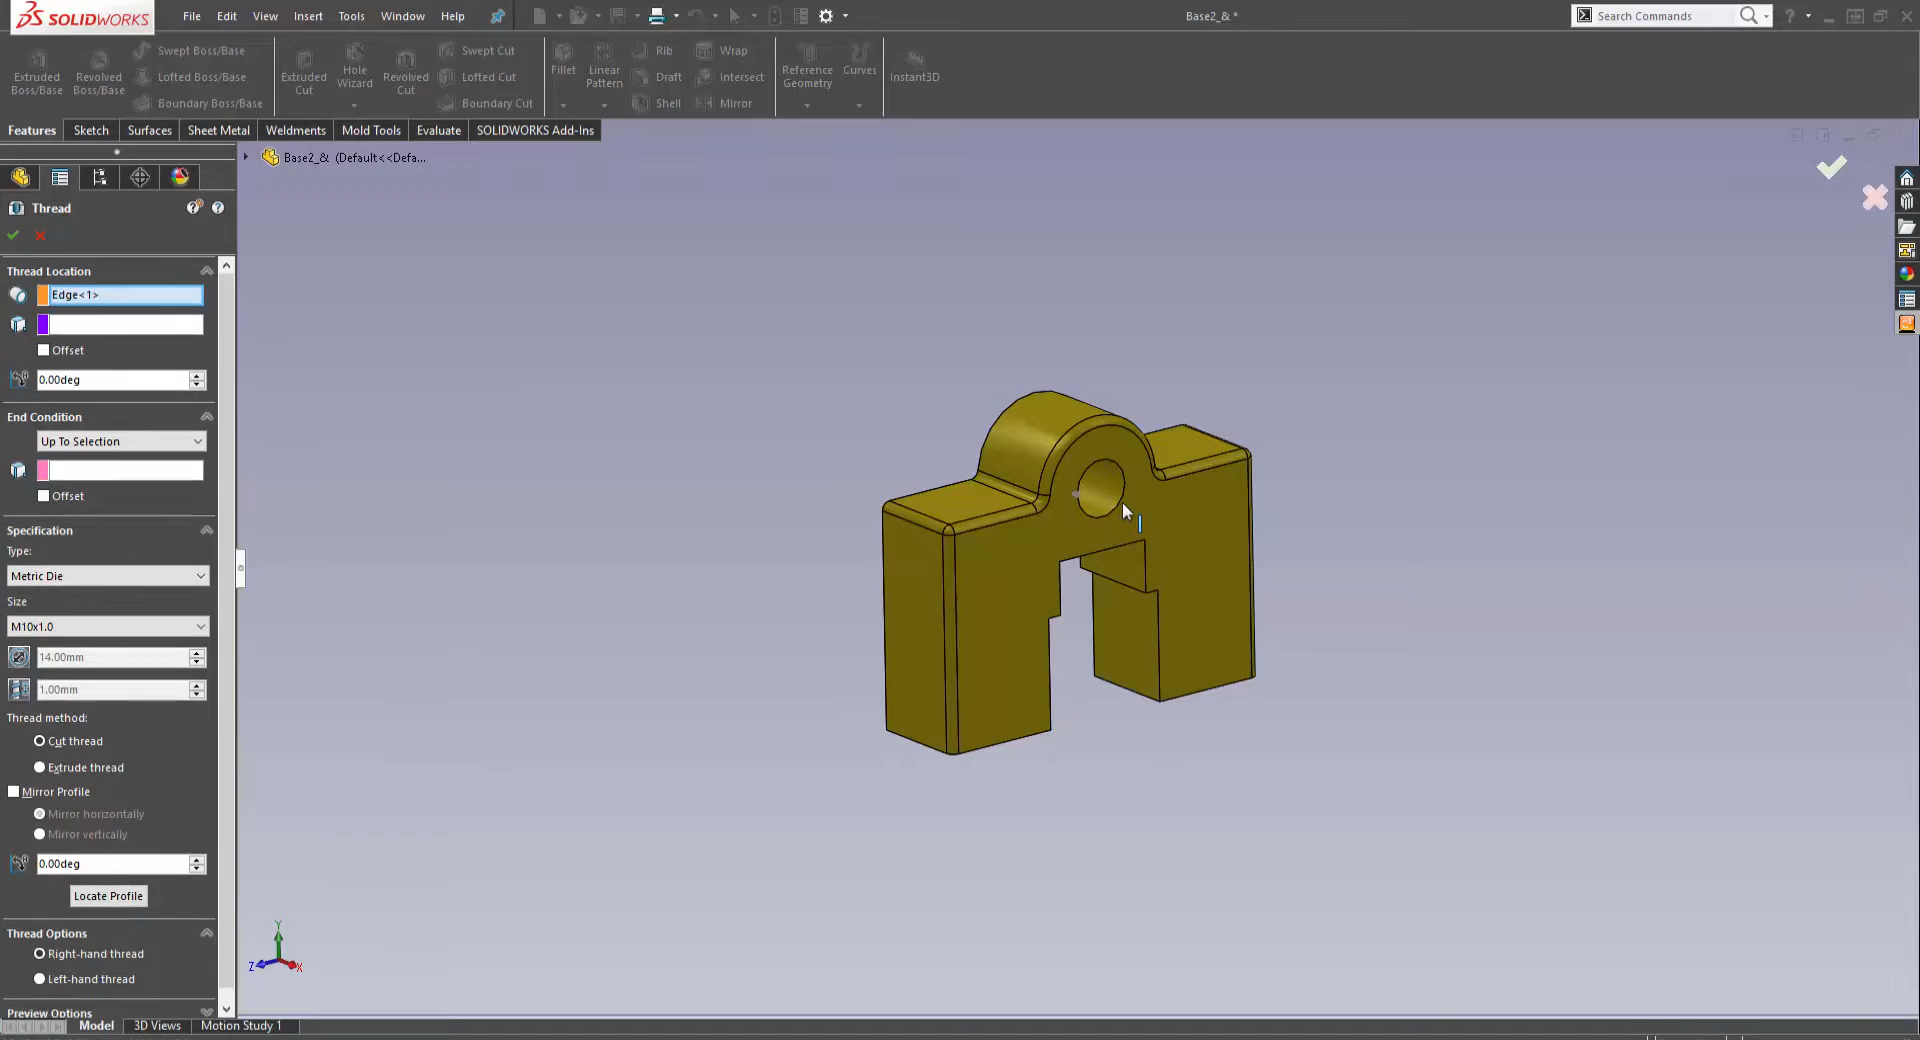 SOLIDWORKS
File Edit View Insert Tools Window Help
Base2_& *
Search Commands
Extruded Boss/Base
Revolved Boss/Base
Swept Boss/Base
Lofted Boss/Base
Boundary Boss/Base
Extruded Cut
Hole Wizard
Revolved Cut
Swept Cut
Lofted Cut
Boundary Cut
Fillet
Linear Pattern
Rib
Draft
Shell
Wrap
Intersect
Mirror
Reference Geometry
Curves
Instant3D
Features Sketch Surfaces Sheet Metal Weldments Mold Tools Evaluate SOLIDWORKS Add-Ins
Base2_& (Default<<Defa...
Thread
Thread Location
Edge<1>
Offset
0.00deg
End Condition
Up To Selection
Offset
Specification
Type:
Metric Die
Size
M10x1.0
14.00mm
1.00mm
Thread method:
Cut thread
Extrude thread
Mirror Profile
Mirror horizontally
Mirror vertically
0.00deg
Locate Profile
Thread Options
Right-hand thread
Left-hand thread
Preview Options
Y
Z X
Model 3D Views Motion Study 1